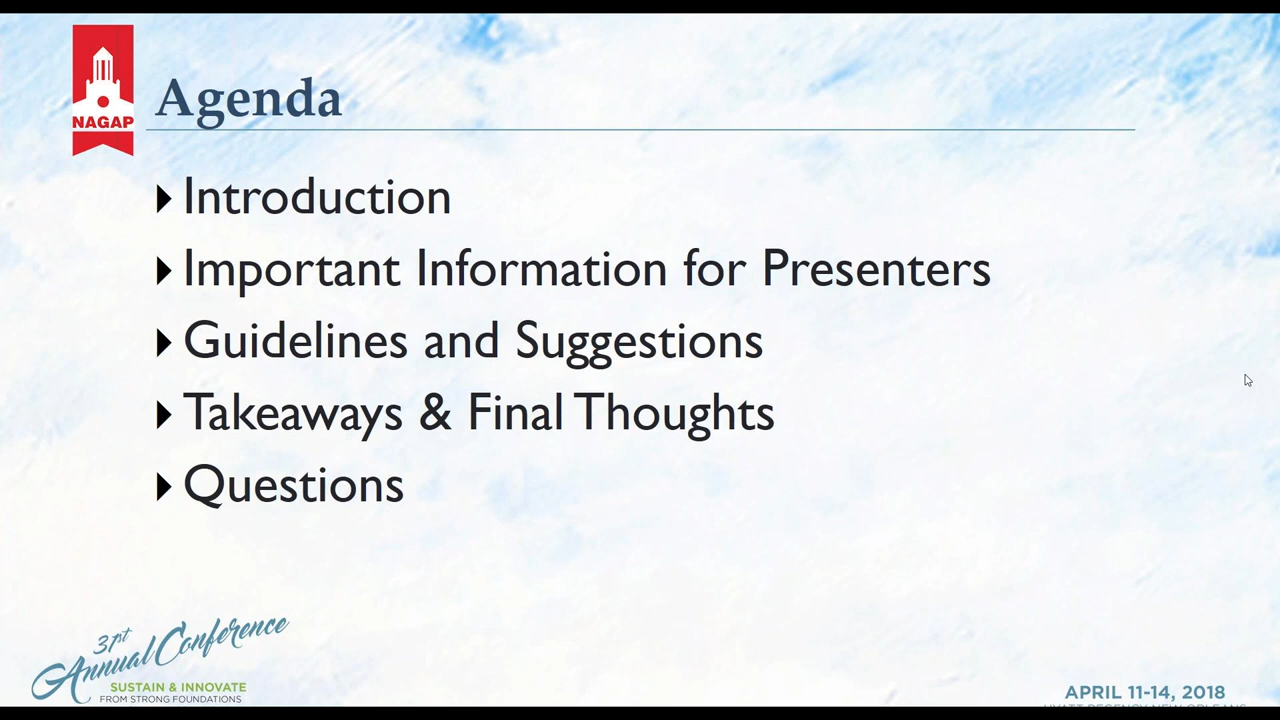 NAGAP
Agenda
Introduction
Important Information for Presenters
Guidelines and Suggestions
Takeaways & Final Thoughts
Questions
31st
Annual Conference
SUSTAIN & INNOVATE
FROM STRONG FOUNDATIONS
APRIL 11-14, 2018